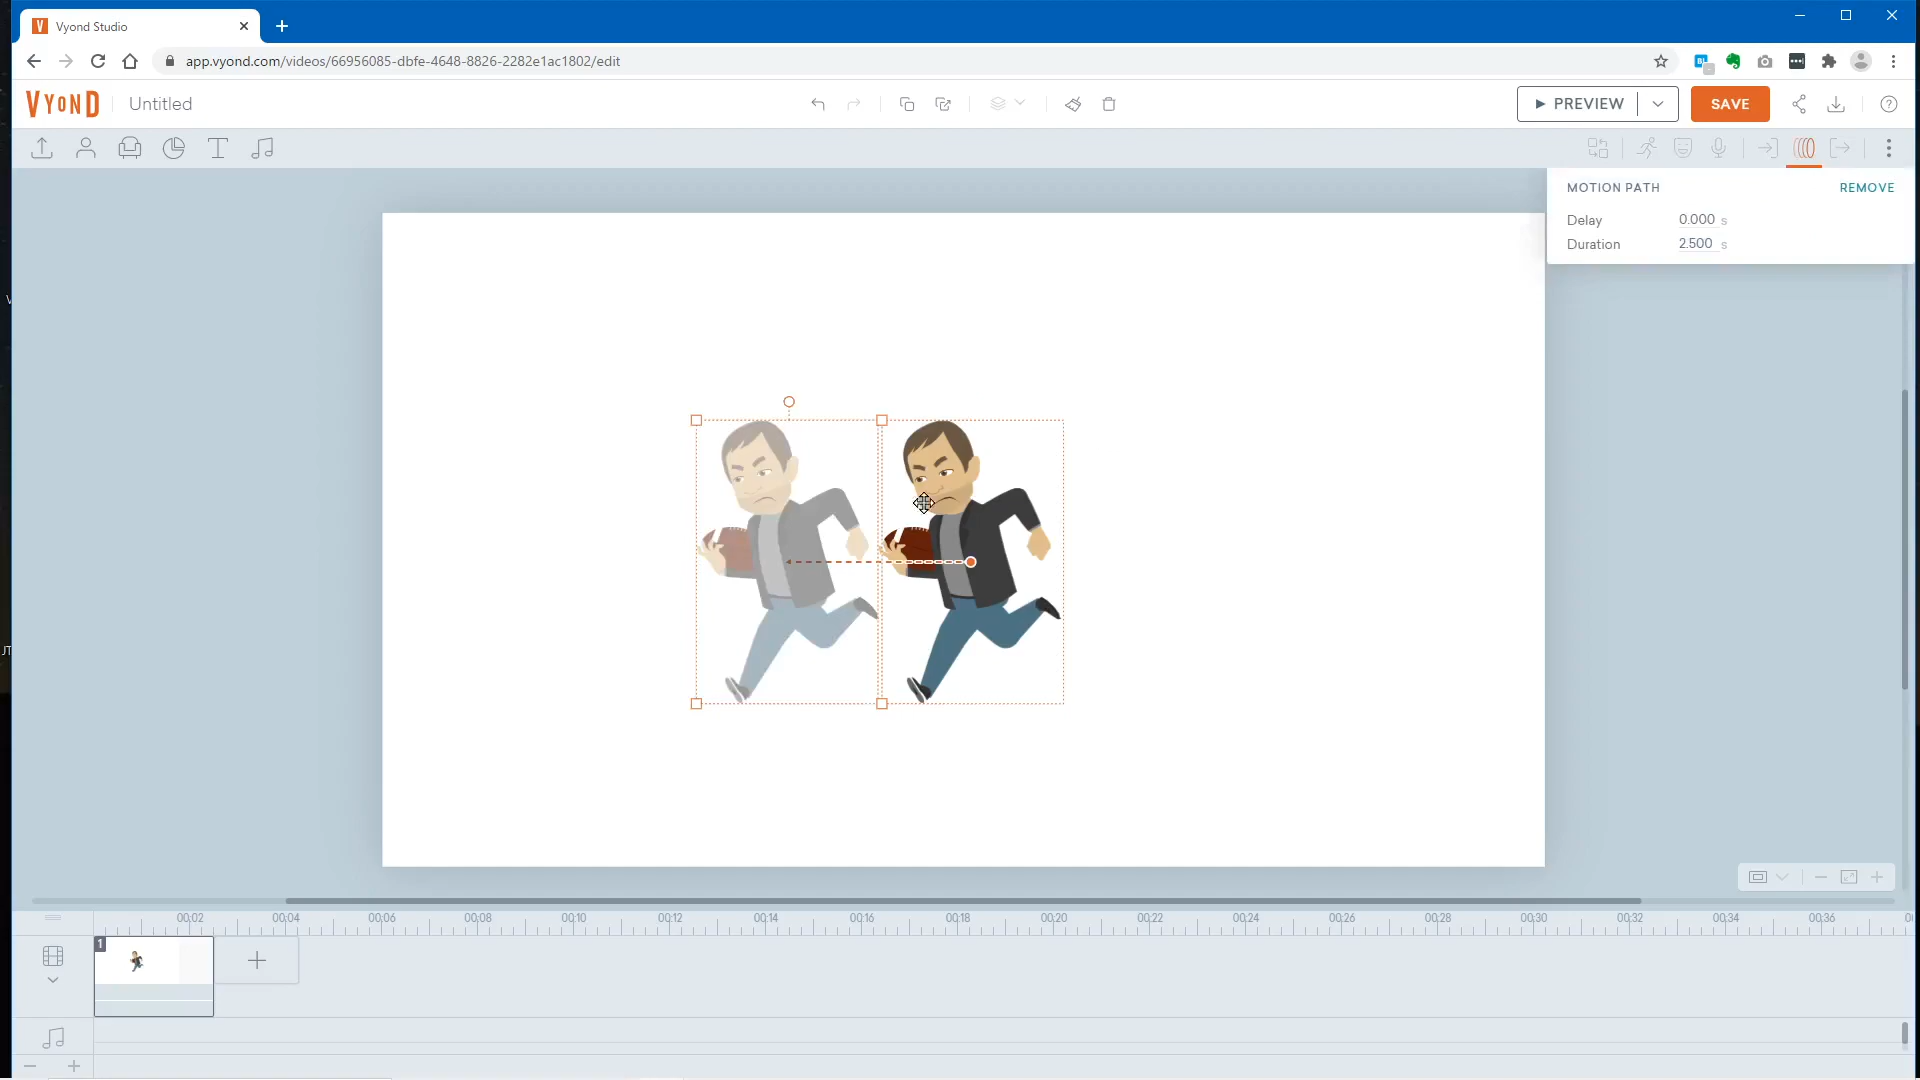 Vyond Studio
app.vyond.com/videos/66956085-dbfe-4648-8826-2282e1ac1802/edit
VYOND
Untitled
PREVIEW
SAVE
MOTION PATH
REMOVE
Delay
0.000 s
Duration
2.500 s
00:02 00:04 00:06 00:08 00:10 00:12 00:14 00:16 00:18 00:20 00:22 00:24 00:26 00:28 00:30 00:32 00:34 00:36
1